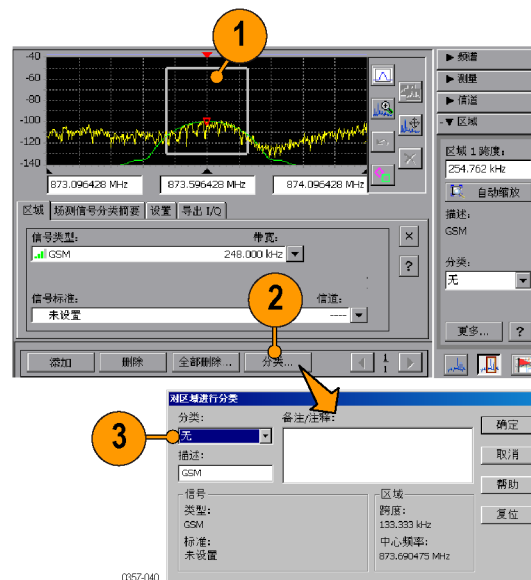 1
-40
-60
-80
-100
-120
-140
873.096428 MHz 873.596428 MHz 874.096428 MHz
区域 场测信号分类摘要 设置 导出 I/Q
信号类型: 带宽:
GSM 248.000 kHz
信号标准: 信道:
未设置 ----
2
添加 删除 全部删除 .. 分类... 1 1
频谱
测量
信道
区域
区域 1 跨度:
254.762 kHz
自动缩放
描述:
GSM
分类:
无
更多... ?
× ?
对区域进行分类
3
分类: 备注/注释:
无
描述:
GSM
信号
类型:
GSM
标准:
未设置
区域
跨度:
133.333 kHz
中心频率:
873.690475 MHz
确定
取消
帮助
复位
0357-040